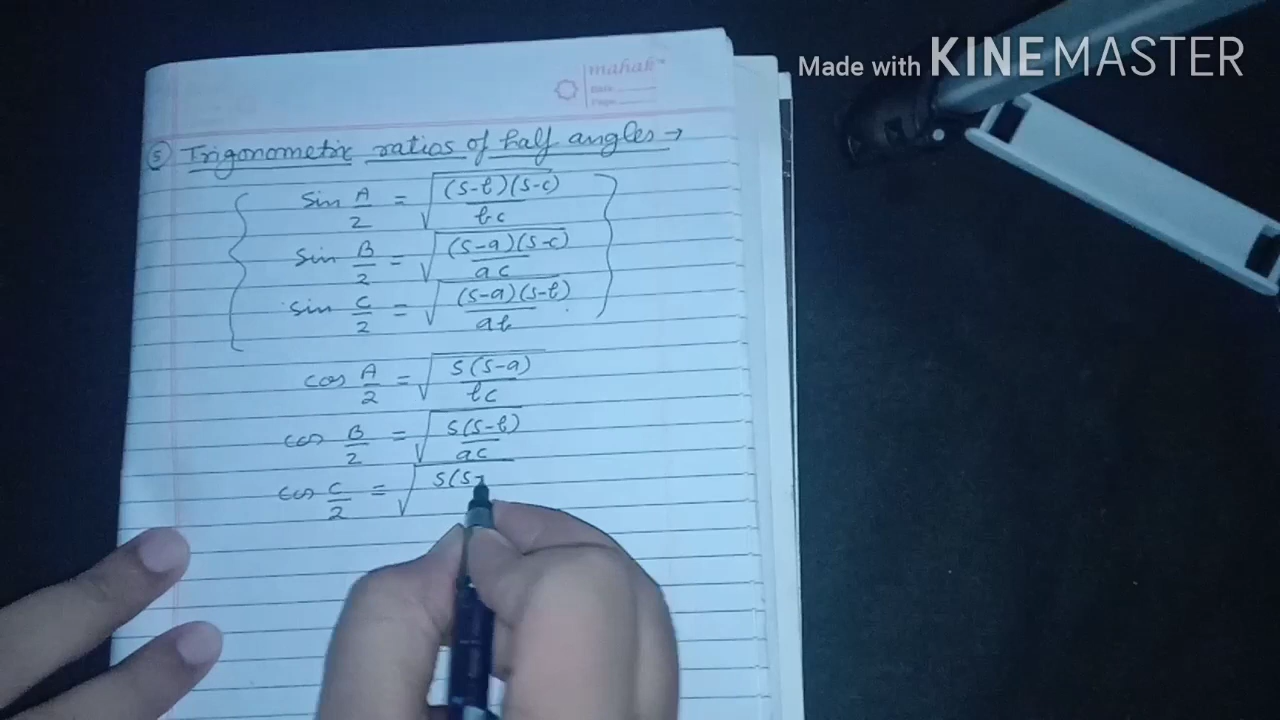 Made with KINEMASTER
mahak™
Date
Page
⑤ Trigonometric ratios of half angles →
sin A/2 = √((s-b)(s-c)/bc)
sin B/2 = √((s-a)(s-c)/ac)
sin C/2 = √((s-a)(s-b)/ab)
cos A/2 = √(s(s-a)/bc)
cos B/2 = √(s(s-b)/ac)
cos C/2 = √(s(s-